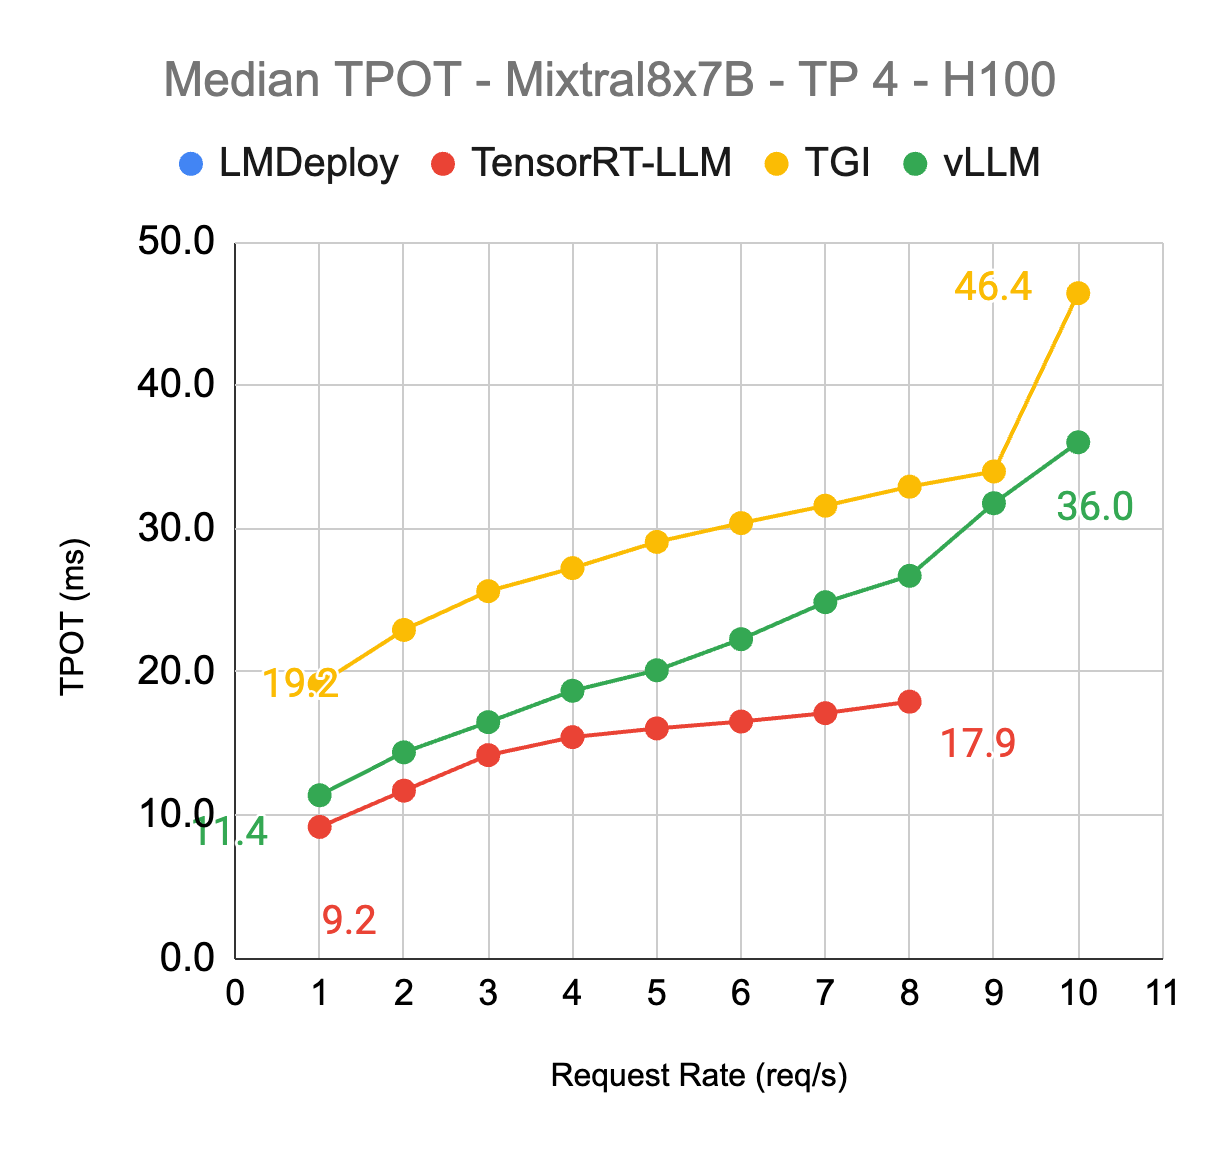 Median TPOT - Mixtral8x7B - TP 4 - H100
LMDeploy TensorRT-LLM TGI vLLM
50.0
46.4
40.0
36.0
30.0
TPOT (ms)
20.0
19.2
17.9
10.0
11.4
9.2
0.0
0 1 2 3 4 5 6 7 8 9 10 11
Request Rate (req/s)